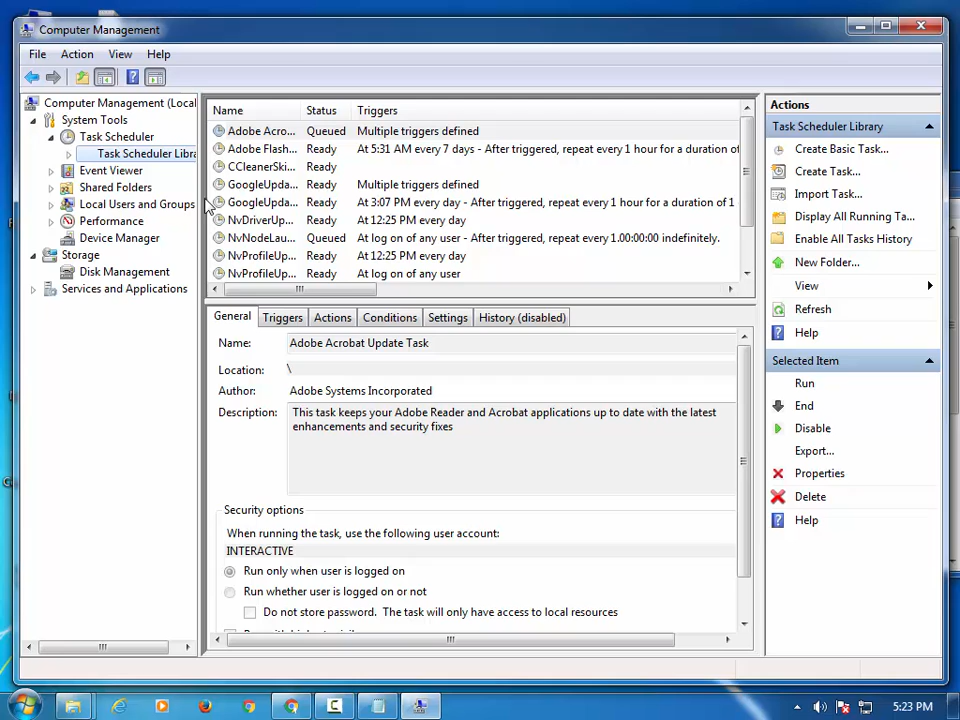 Computer Management
File Action View Help
Computer Management (Local
System Tools
Task Scheduler
Task Scheduler Libra
Event Viewer
Shared Folders
Local Users and Groups
Performance
Device Manager
Storage
Disk Management
Services and Applications
Name Status Triggers
Adobe Acro... Queued Multiple triggers defined
Adobe Flash... Ready At 5:31 AM every 7 days - After triggered, repeat every 1 hour for a duration of
CCleanerSki... Ready
GoogleUpda... Ready Multiple triggers defined
GoogleUpda... Ready At 3:07 PM every day - After triggered, repeat every 1 hour for a duration of 1
NvDriverUp... Ready At 12:25 PM every day
NvNodeLau... Queued At log on of any user - After triggered, repeat every 1.00:00:00 indefinitely.
NvProfileUp... Ready At 12:25 PM every day
NvProfileUp... Ready At log on of any user
General Triggers Actions Conditions Settings History (disabled)
Name: Adobe Acrobat Update Task
Location: \
Author: Adobe Systems Incorporated
Description: This task keeps your Adobe Reader and Acrobat applications up to date with the latest
enhancements and security fixes
Security options
When running the task, use the following user account:
INTERACTIVE
Run only when user is logged on
Run whether user is logged on or not
Do not store password. The task will only have access to local resources
Actions
Task Scheduler Library
Create Basic Task...
Create Task...
Import Task...
Display All Running Ta...
Enable All Tasks History
New Folder...
View
Refresh
Help
Selected Item
Run
End
Disable
Export...
Properties
Delete
Help
5:23 PM